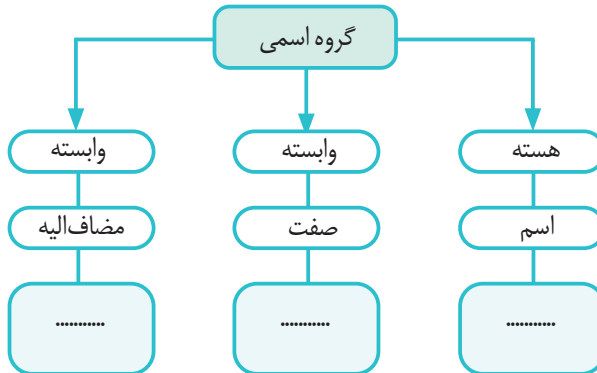 گروه اسمی
هسته
وابسته
وابسته
اسم
صفت
مضاف‌الیه
...........
...........
...........